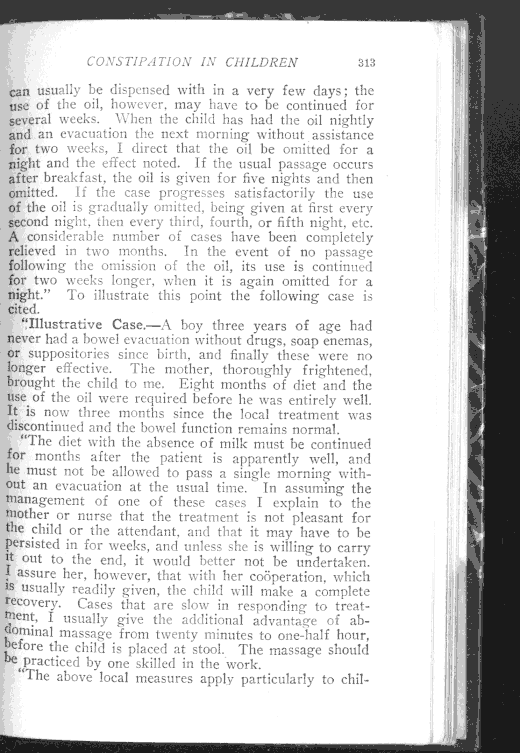 CONSTIPATION IN CHILDREN 313
can usually be dispensed with in a very few days; the
use of the oil, however, may have to be continued for
several weeks. When the child has had the oil nightly
and an evacuation the next morning without assistance
for two weeks, I direct that the oil be omitted for a
night and the effect noted. If the usual passage occurs
after breakfast, the oil is given for five nights and then
omitted. If the case progresses satisfactorily the use
of the oil is gradually omitted, being given at first every
second night, then every third, fourth, or fifth night, etc.
A considerable number of cases have been completely
relieved in two months. In the event of no passage
following the omission of the oil, its use is continued
for two weeks longer, when it is again omitted for a
night." To illustrate this point the following case is
cited.
"Illustrative Case.—A boy three years of age had
never had a bowel evacuation without drugs, soap enemas,
or suppositories since birth, and finally these were no
longer effective. The mother, thoroughly frightened,
brought the child to me. Eight months of diet and the
use of the oil were required before he was entirely well.
It is now three months since the local treatment was
discontinued and the bowel function remains normal.
"The diet with the absence of milk must be continued
for months after the patient is apparently well, and
he must not be allowed to pass a single morning with-
out an evacuation at the usual time. In assuming the
management of one of these cases I explain to the
mother or nurse that the treatment is not pleasant for
the child or the attendant, and that it may have to be
persisted in for weeks, and unless she is willing to carry
it out to the end, it would better not be undertaken.
I assure her, however, that with her coöperation, which
is usually readily given, the child will make a complete
recovery. Cases that are slow in responding to treat-
ment, I usually give the additional advantage of ab-
dominal massage from twenty minutes to one-half hour,
before the child is placed at stool. The massage should
be practiced by one skilled in the work.
"The above local measures apply particularly to chil-